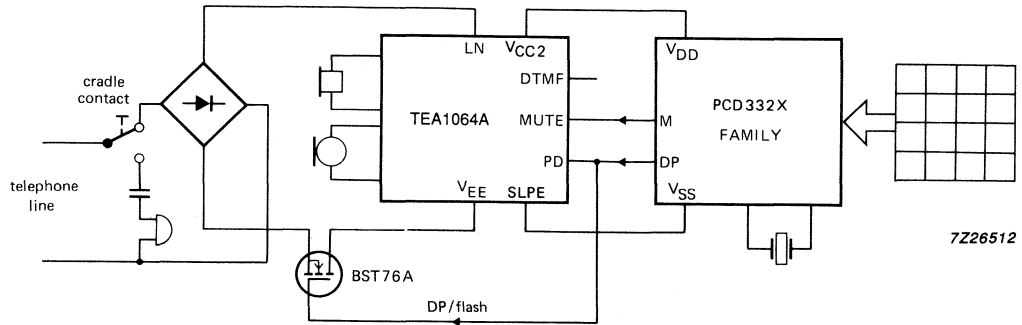 LN
VCC2
DTMF
TEA1064A
MUTE
PD
VEE
SLPE
VDD
PCD332X
FAMILY
M
DP
VSS
cradle
contact
telephone
line
BST76A
DP/flash
7Z26512